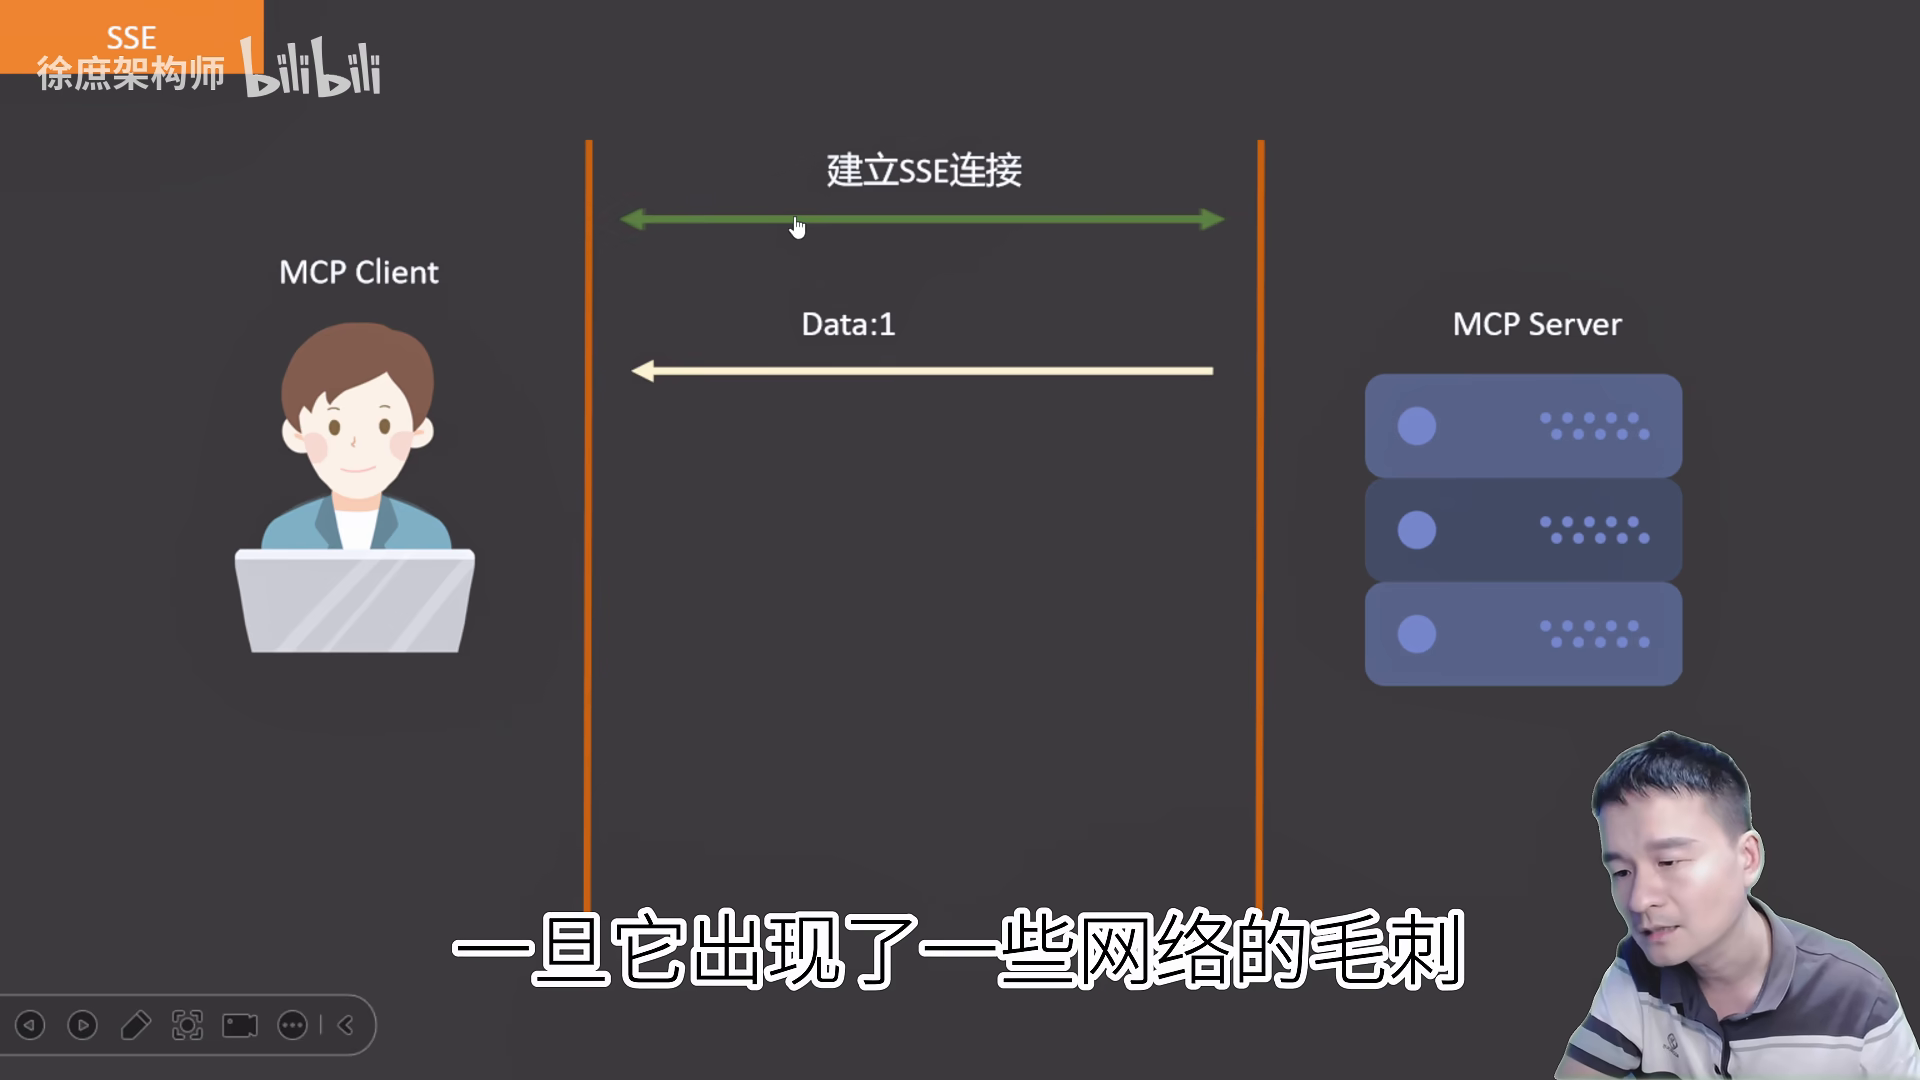 SSE
徐庶架构师 bilibili
建立SSE连接
MCP Client
Data:1
MCP Server
一旦它出现了一些网络的毛刺